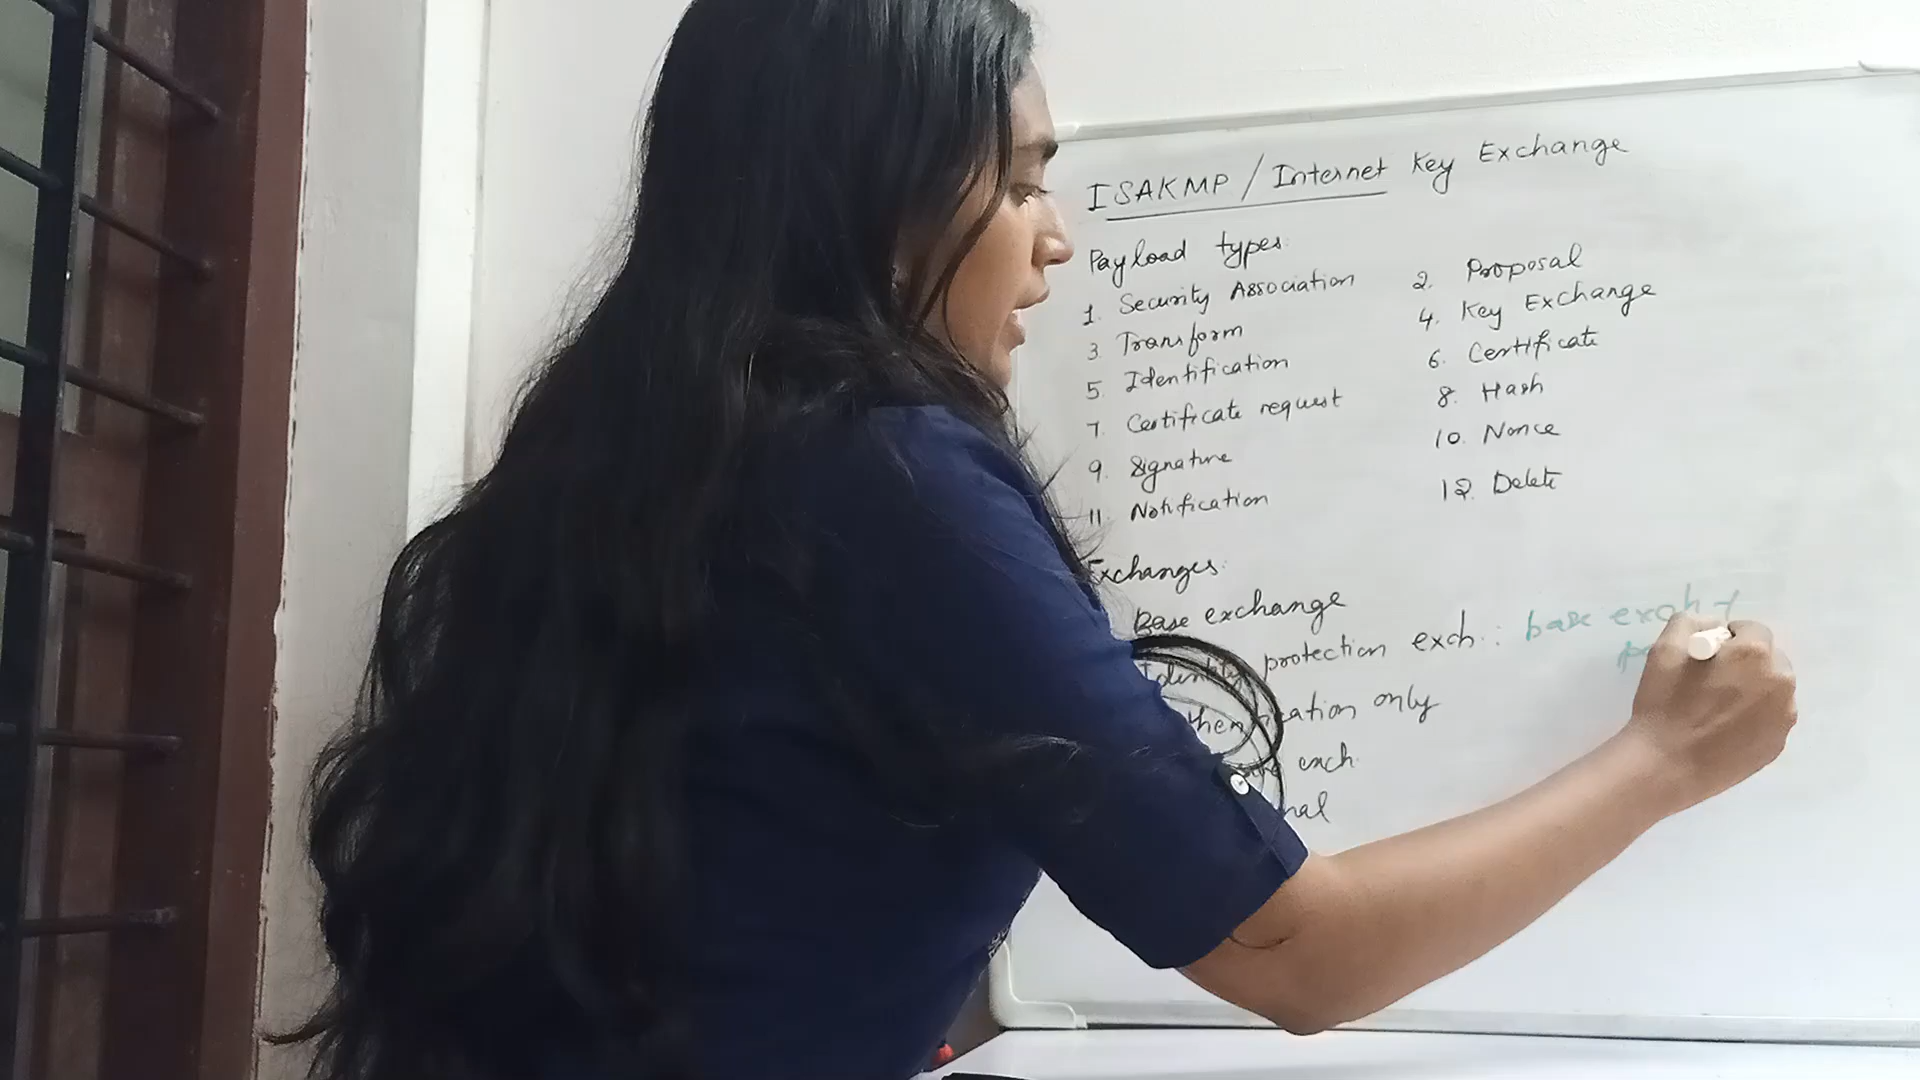 ISAKMP / Internet Key Exchange
Payload types:
1. Security Association 2. Proposal
3. Transform 4. Key Exchange
5. Identification 6. Certificate
7. Certificate request 8. Hash
9. Signature 10. Nonce
11. Notification 12. Delete
Exchanges:
Base exchange
Identity protection exch. : base exch +
only
exch